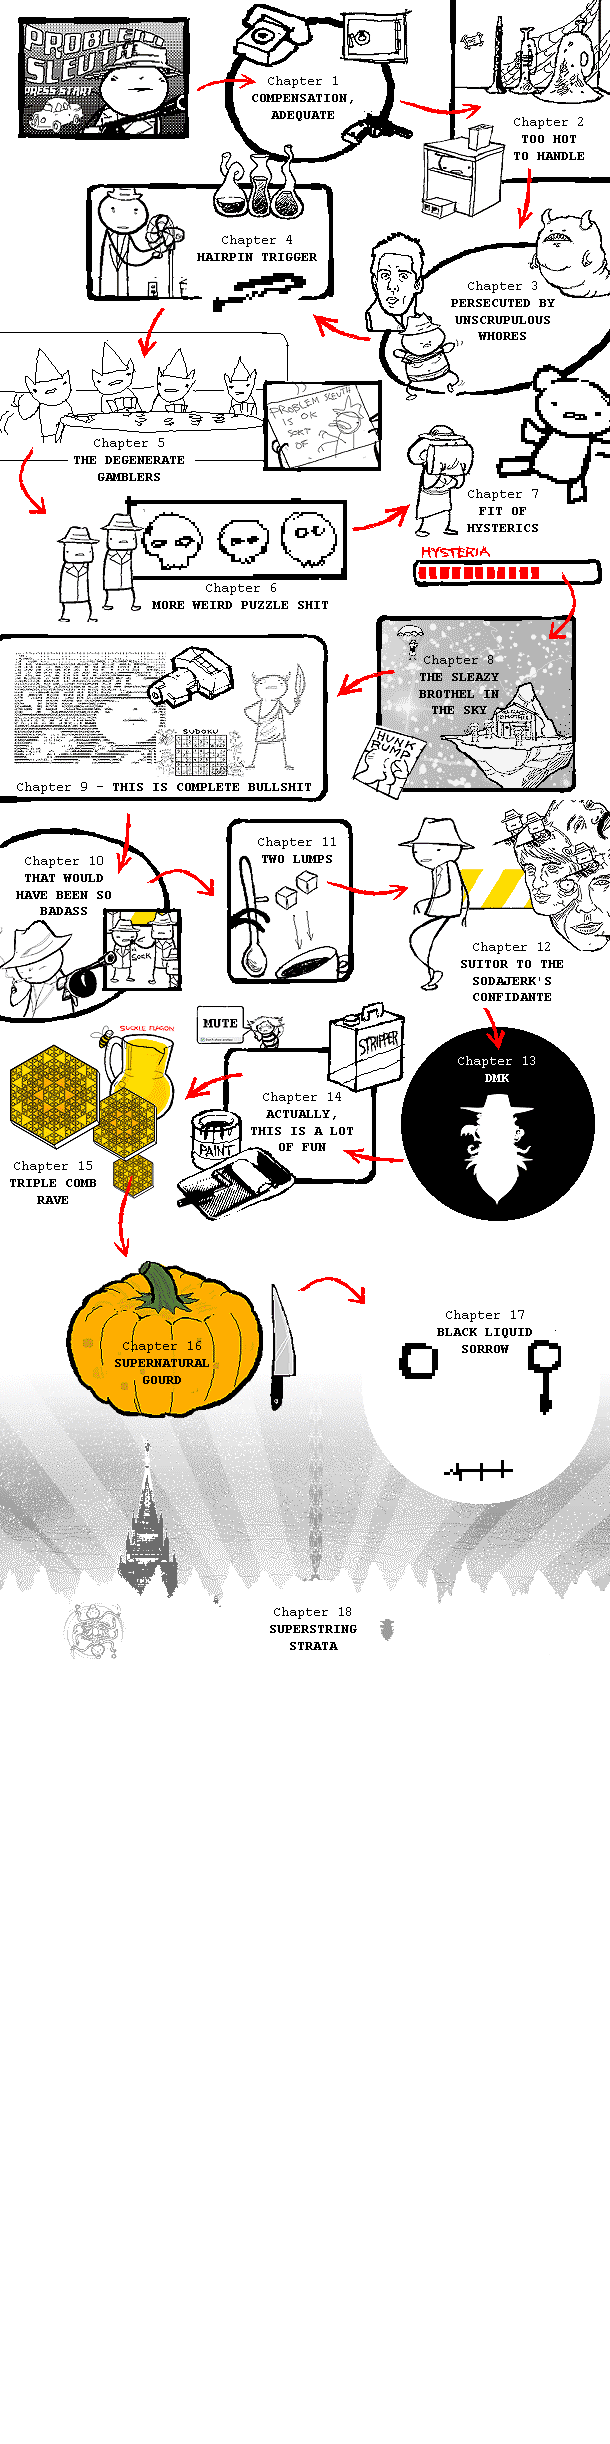 PROBLEM
SLEUTH
PRESS START
Chapter 1
COMPENSATION,
ADEQUATE
Chapter 2
TOO HOT
TO HANDLE
Chapter 3
PERSECUTED BY
UNSCRUPULOUS
WHORES
Chapter 4
HAIRPIN TRIGGER
Chapter 5
THE DEGENERATE
GAMBLERS
PROBLEM SLEUTH
IS OK
SORT
OF
Chapter 6
MORE WEIRD PUZZLE SHIT
Chapter 7
FIT OF
HYSTERICS
HYSTERIA
Chapter 8
THE SLEAZY
BROTHEL IN
THE SKY
HUNK
RUMP
PROBLEM
SLEUTH
SUDOKU
Chapter 9 - THIS IS COMPLETE BULLSHIT
Chapter 10
THAT WOULD
HAVE BEEN SO
BADASS
SOCK
Chapter 11
TWO LUMPS
Chapter 12
SUITOR TO THE
SODAJERK'S
CONFIDANTE
Chapter 13
DMK
MUTE
STRIPPER
Chapter 14
ACTUALLY,
THIS IS A LOT
OF FUN
PAINT
SUCKLE FLAGON
Chapter 15
TRIPLE COMB
RAVE
Chapter 16
SUPERNATURAL
GOURD
Chapter 17
BLACK LIQUID
SORROW
Chapter 18
SUPERSTRING
STRATA